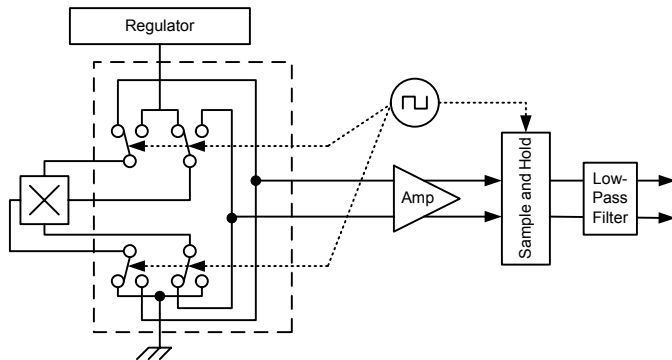 Regulator
Amp
Sample and Hold
Low-
Pass
Filter